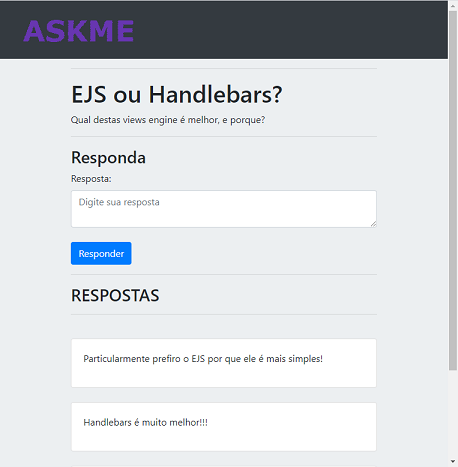 ASKME
EJS ou Handlebars?
Qual destas views engine é melhor, e porque?
Responda
Resposta:
Digite sua resposta
Responder
RESPOSTAS
Particularmente prefiro o EJS por que ele é mais simples!
Handlebars é muito melhor!!!